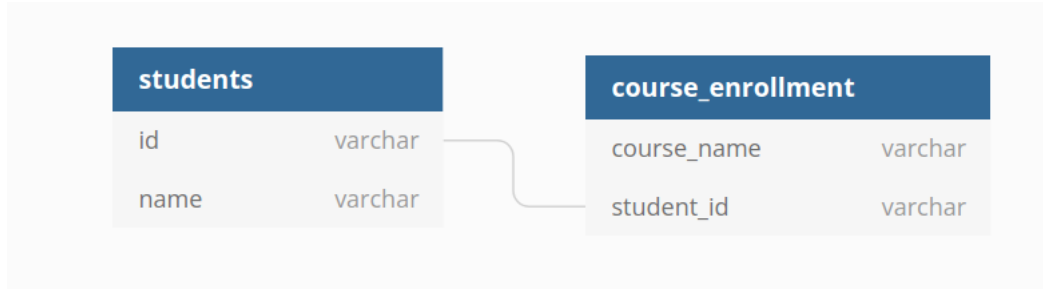 students
id varchar
name varchar
course_enrollment
course_name varchar
student_id varchar